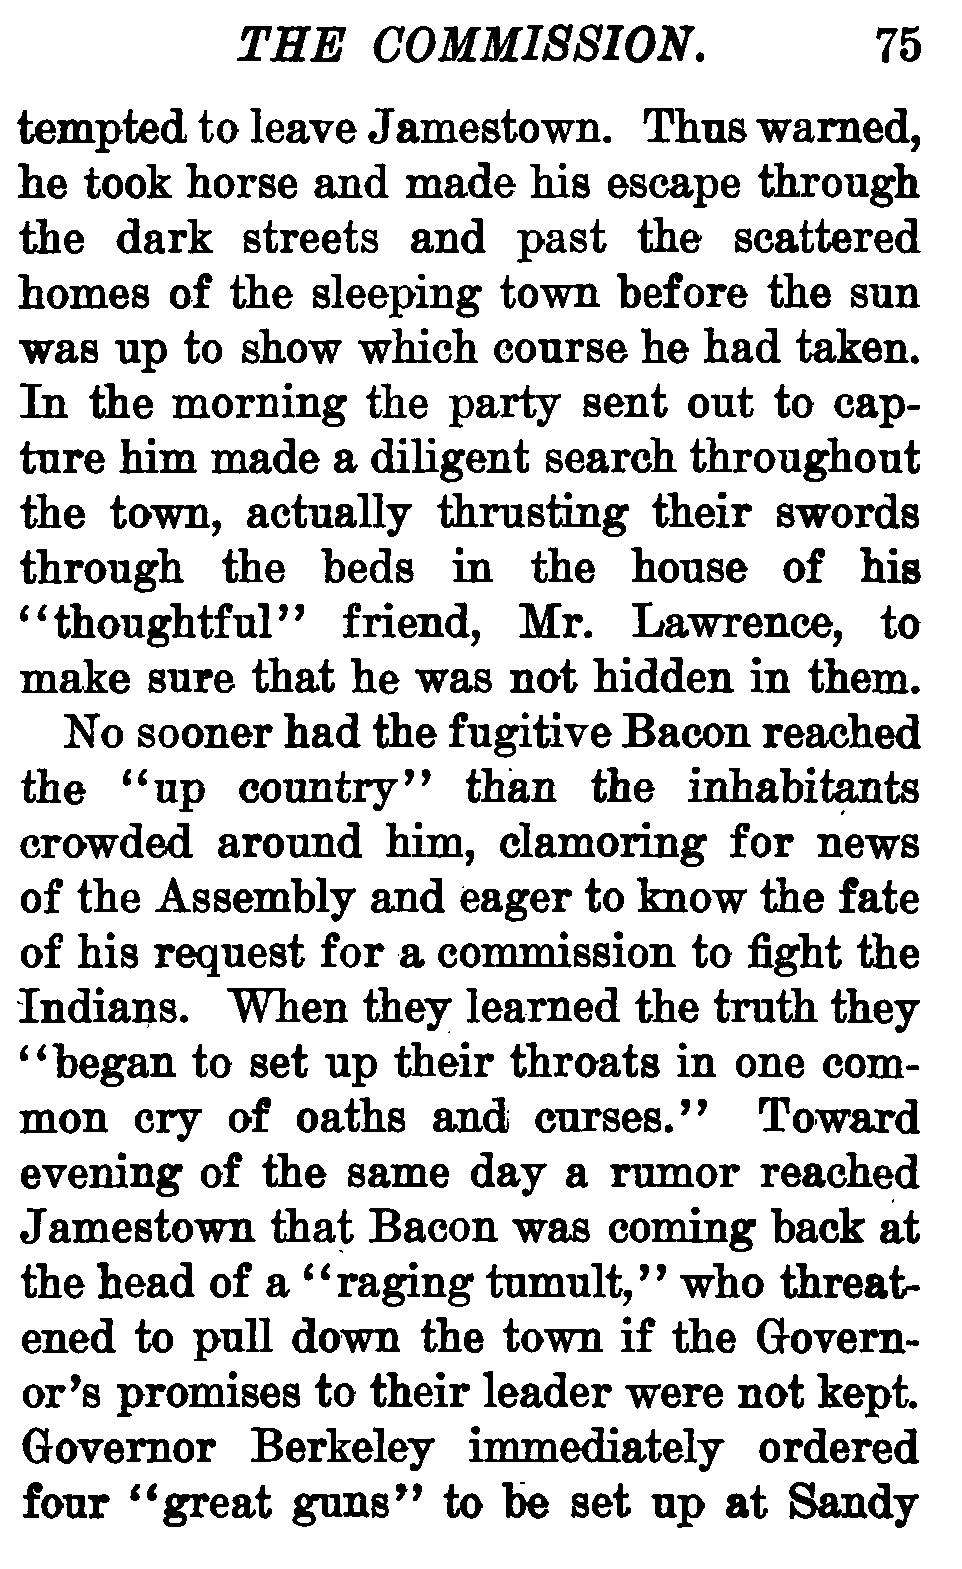 THE COMMISSION. 75
tempted to leave Jamestown. Thus warned,
he took horse and made his escape through
the dark streets and past the scattered
homes of the sleeping town before the sun
was up to show which course he had taken.
In the morning the party sent out to cap-
ture him made a diligent search throughout
the town, actually thrusting their swords
through the beds in the house of his
“thoughtful” friend, Mr. Lawrence, to
make sure that he was not hidden in them.
No sooner had the fugitive Bacon reached
the “up country” than the inhabitants
crowded around him, clamoring for news
of the Assembly and eager to know the fate
of his request for a commission to fight the
Indians. When they learned the truth they
“began to set up their throats in one com-
mon cry of oaths and curses.” Toward
evening of the same day a rumor reached
Jamestown that Bacon was coming back at
the head of a “raging tumult,” who threat-
ened to pull down the town if the Govern-
or’s promises to their leader were not kept.
Governor Berkeley immediately ordered
four “great guns” to be set up at Sandy